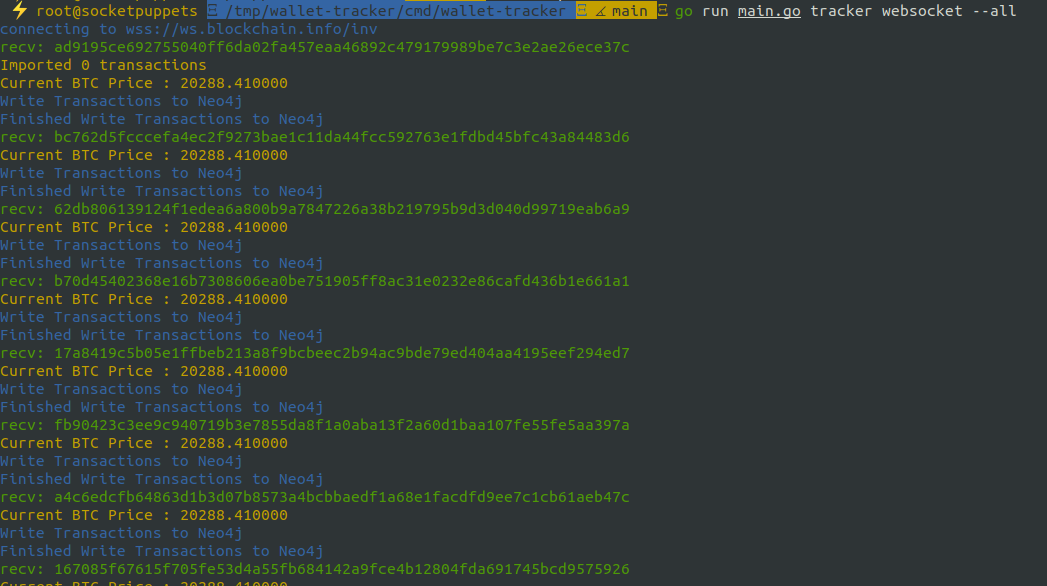 root@socketpuppets /tmp/wallet-tracker/cmd/wallet-tracker main go run main.go tracker websocket --all
connecting to wss://ws.blockchain.info/inv
recv: ad9195ce692755040ff6da02fa457eaa46892c479179989be7c3e2ae26ece37c
Imported 0 transactions
Current BTC Price : 20288.410000
Write Transactions to Neo4j
Finished Write Transactions to Neo4j
recv: bc762d5fcccefa4ec2f9273bae1c11da44fcc592763e1fdbd45bfc43a84483d6
Current BTC Price : 20288.410000
Write Transactions to Neo4j
Finished Write Transactions to Neo4j
recv: 62db806139124f1edea6a800b9a7847226a38b219795b9d3d040d99719eab6a9
Current BTC Price : 20288.410000
Write Transactions to Neo4j
Finished Write Transactions to Neo4j
recv: b70d45402368e16b7308606ea0be751905ff8ac31e0232e86cafd436b1e661a1
Current BTC Price : 20288.410000
Write Transactions to Neo4j
Finished Write Transactions to Neo4j
recv: 17a8419c5b05e1ffbeb213a8f9bcbeec2b94ac9bde79ed404aa4195eef294ed7
Current BTC Price : 20288.410000
Write Transactions to Neo4j
Finished Write Transactions to Neo4j
recv: fb90423c3ee9c940719b3e7855da8f1a0aba13f2a60d1baa107fe55fe5aa397a
Current BTC Price : 20288.410000
Write Transactions to Neo4j
Finished Write Transactions to Neo4j
recv: a4c6edcfb64863d1b3d07b8573a4bcbbaedf1a68e1facdfd9ee7c1cb61aeb47c
Current BTC Price : 20288.410000
Write Transactions to Neo4j
Finished Write Transactions to Neo4j
recv: 167085f67615f705fe53d4a55fb684142a9fce4b12804fda691745bcd9575926
Current BTC Price : 20288.410000